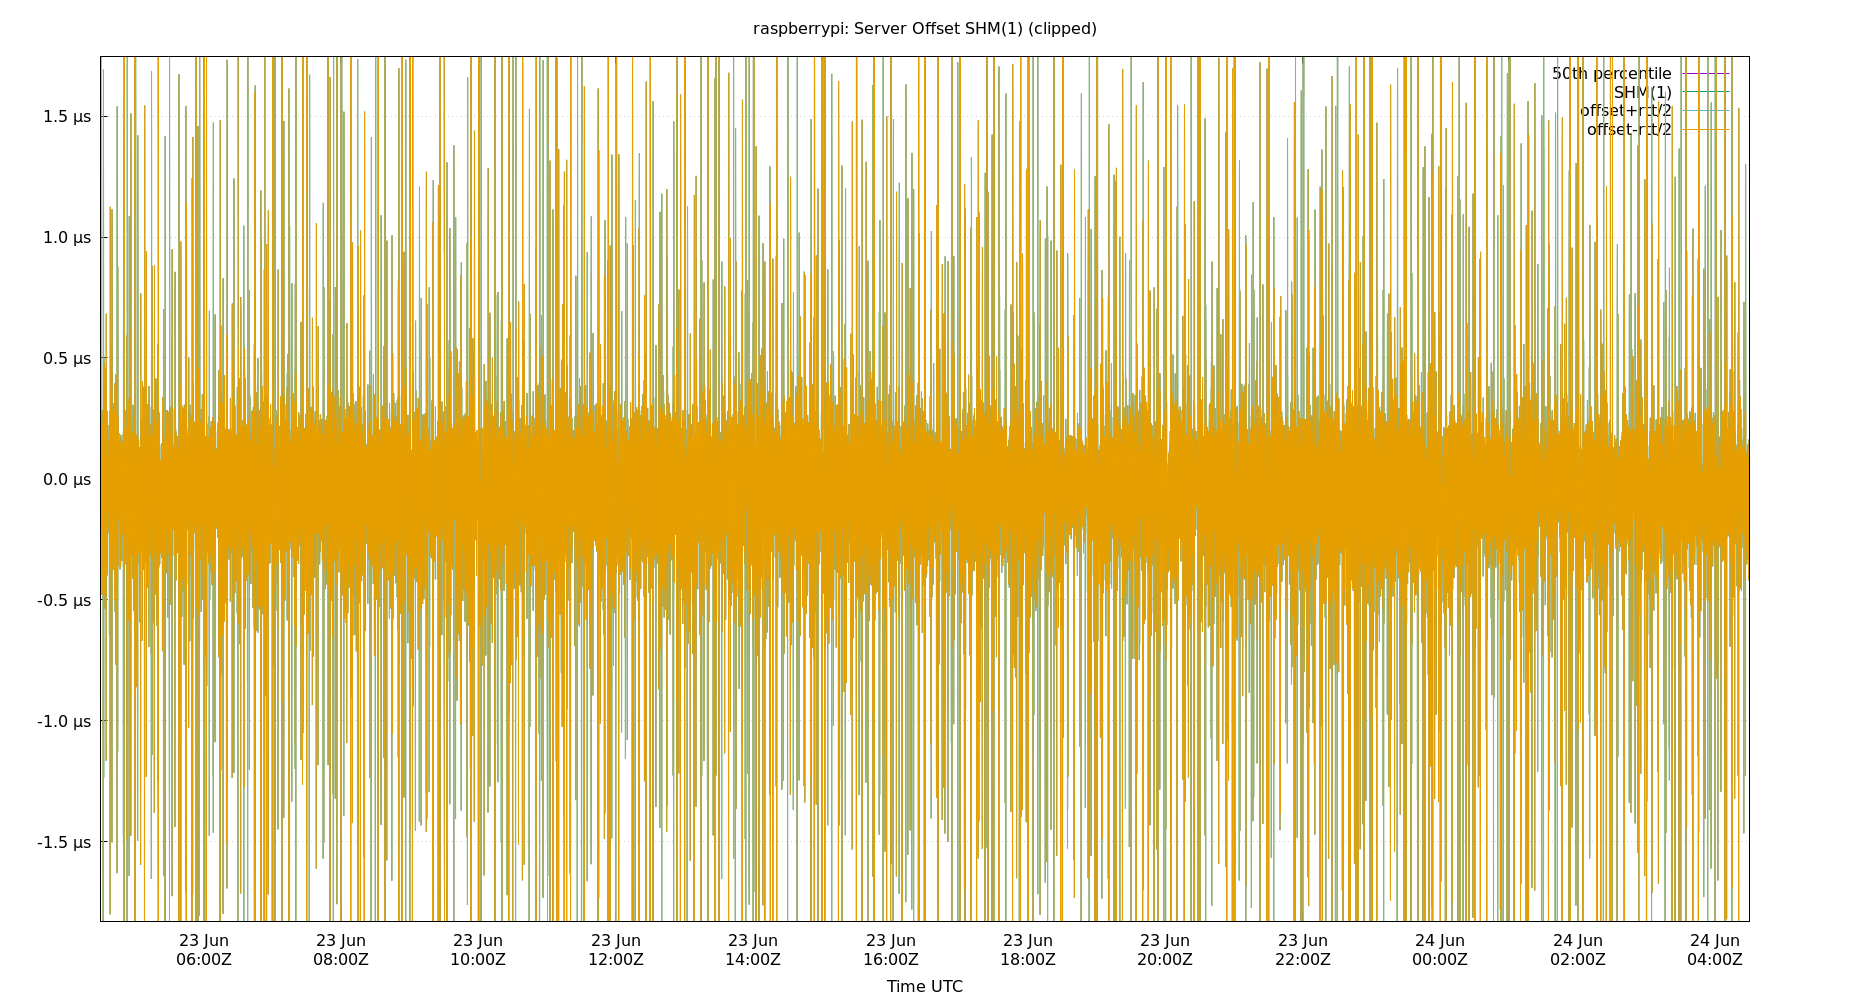 raspberrypi: Server Offset SHM(1) (clipped)
50th percentile
SHM(1)
offset+rtt/2
offset-rtt/2
1.5 µs
1.0 µs
0.5 µs
0.0 µs
-0.5 µs
-1.0 µs
-1.5 µs
23 Jun 23 Jun 23 Jun 23 Jun 23 Jun 23 Jun 23 Jun 23 Jun 23 Jun 24 Jun 24 Jun 24 Jun
06:00Z 08:00Z 10:00Z 12:00Z 14:00Z 16:00Z 18:00Z 20:00Z 22:00Z 00:00Z 02:00Z 04:00Z
Time UTC